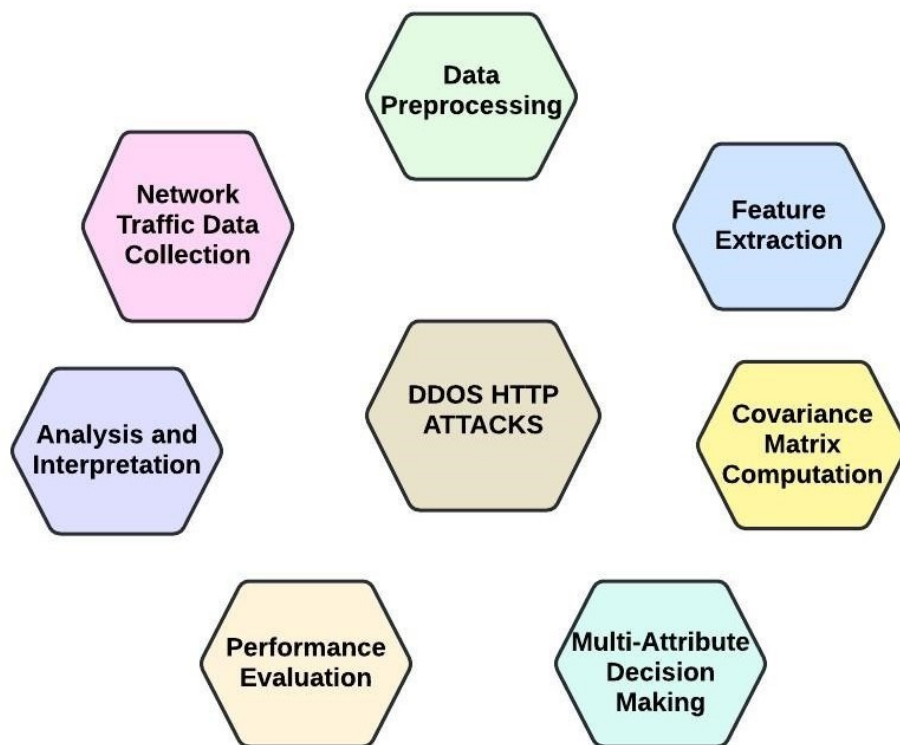 Data
Preprocessing
Network
Traffic Data
Collection
Feature
Extraction
DDOS HTTP
ATTACKS
Analysis and
Interpretation
Covariance
Matrix
Computation
Performance
Evaluation
Multi-Attribute
Decision
Making